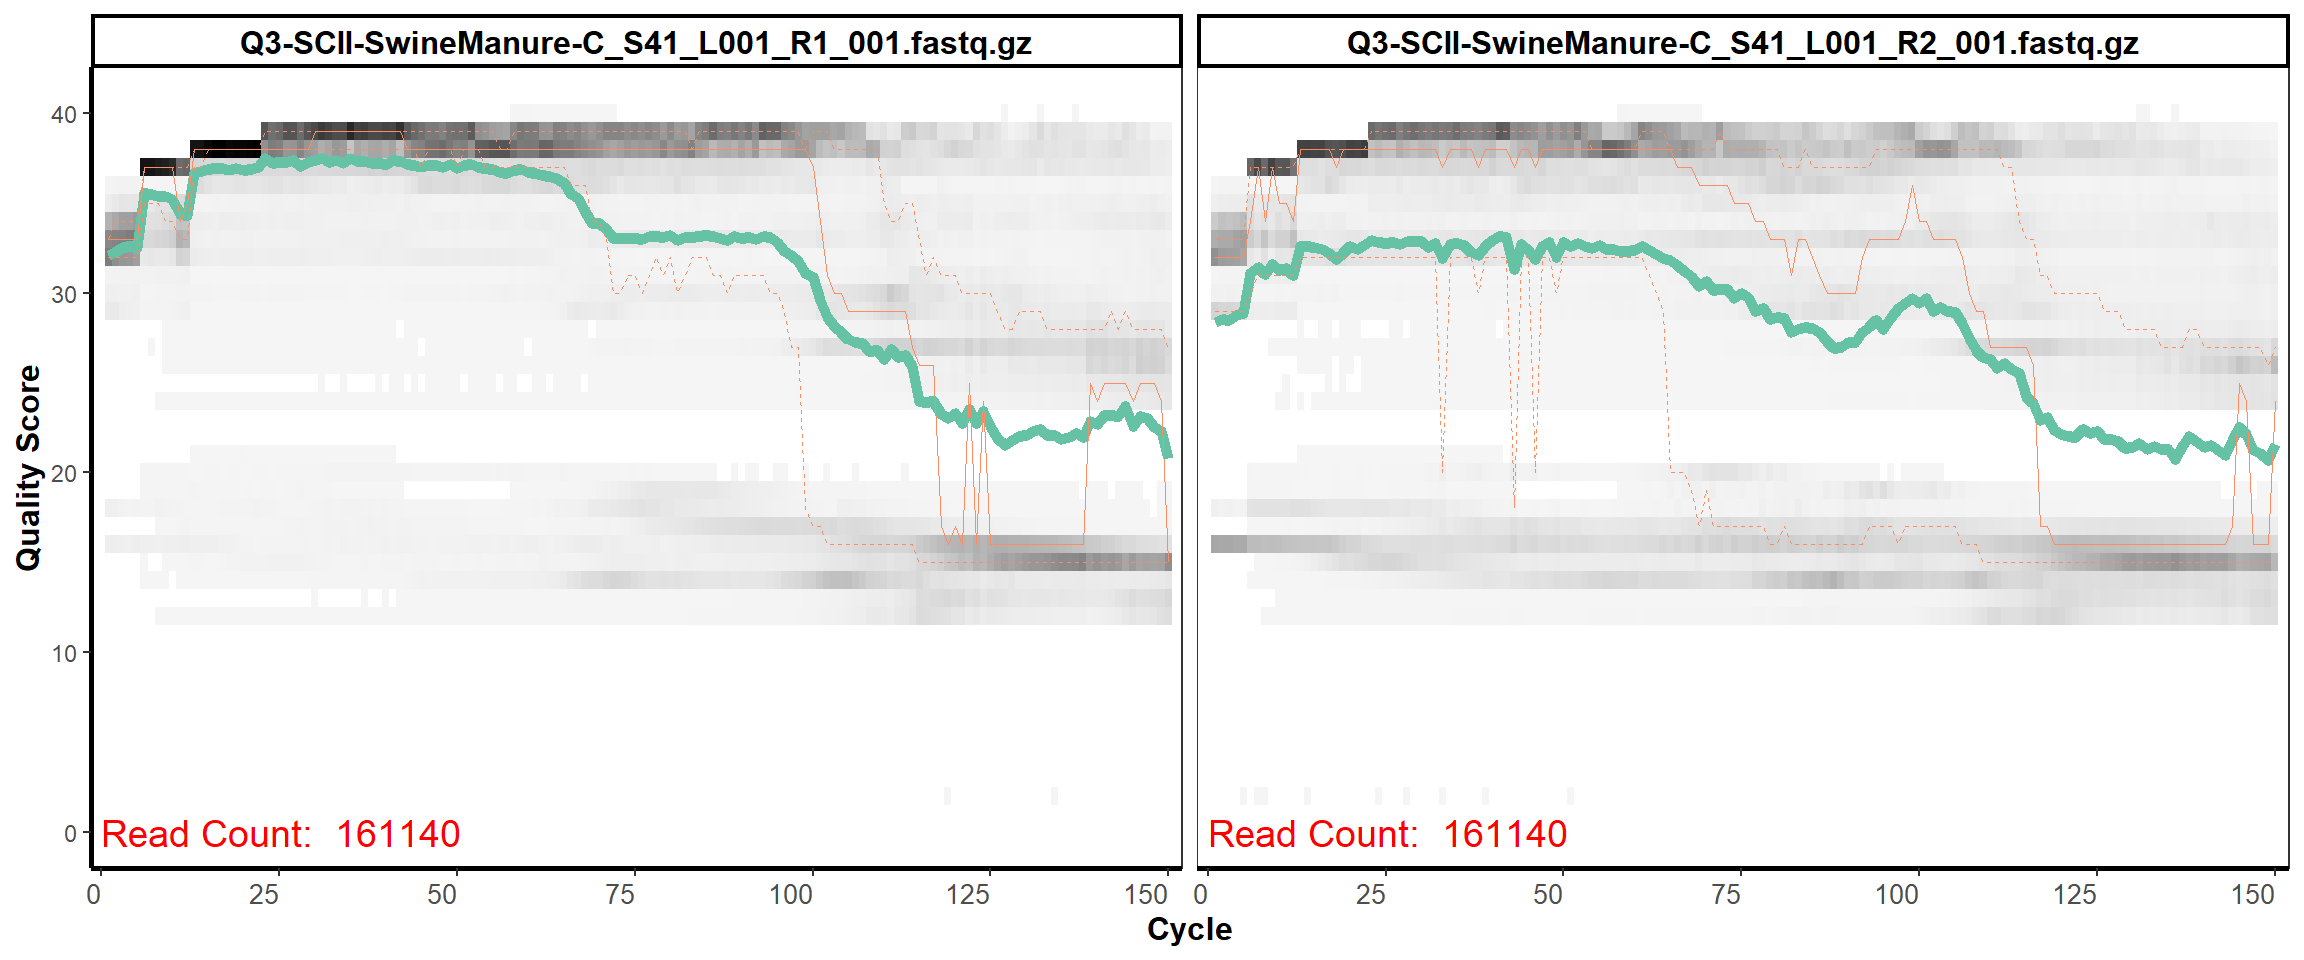 Q3-SCII-SwineManure-C_S41_L001_R1_001.fastq.gz
Q3-SCII-SwineManure-C_S41_L001_R2_001.fastq.gz
40
30
20
10
0
Quality Score
Read Count: 161140
Read Count: 161140
0 25 50 75 100 125 150
0 25 50 75 100 125 150
Cycle